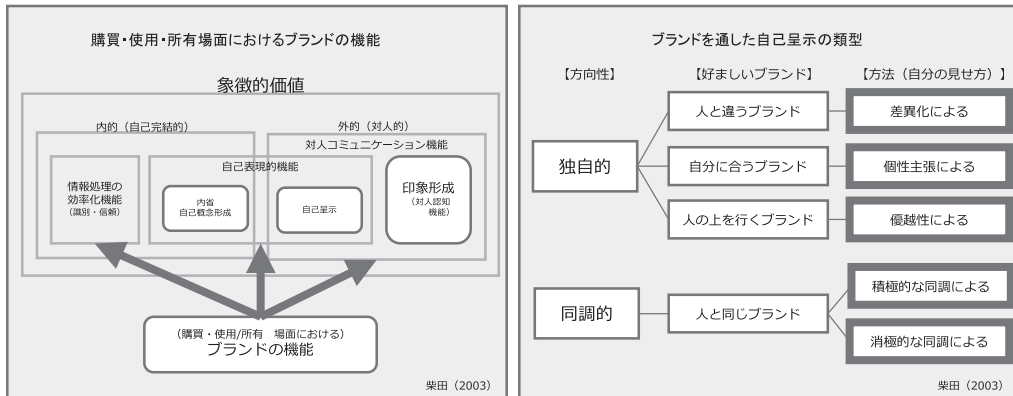 購買・使用・所有場面におけるブランドの機能
象徴的価値
内的（自己完結的）
外的（対人的）
対人コミュニケーション機能
自己表現的機能
情報処理の
効率化機能
（識別・信頼）
内省
自己概念形成
自己呈示
印象形成
（対人認知
機能）
（購買・使用/所有　場面における）
ブランドの機能
柴田（2003）
ブランドを通した自己呈示の類型
【方向性】
【好ましいブランド】
【方法（自分の見せ方）】
独自的
人と違うブランド
差異化による
自分に合うブランド
個性主張による
人の上を行くブランド
優越性による
同調的
人と同じブランド
積極的な同調による
消極的な同調による
柴田（2003）